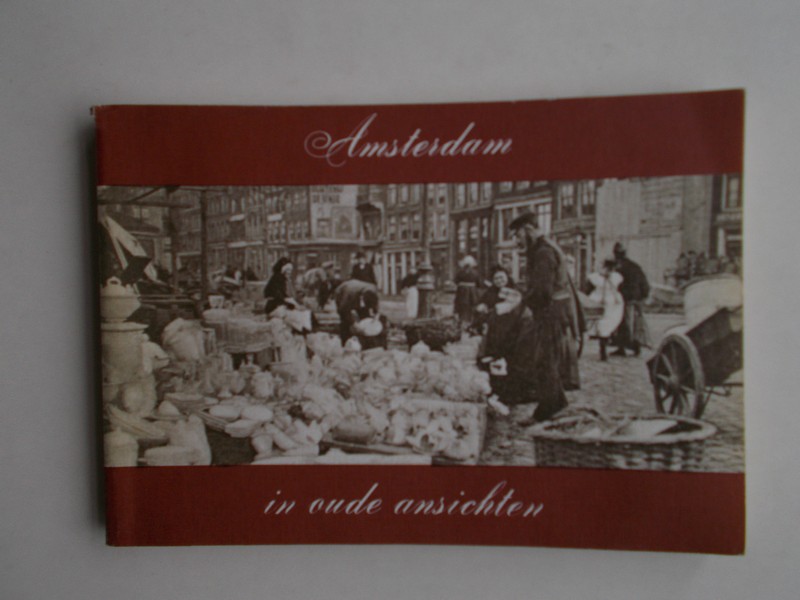 Amsterdam
in oude ansichten